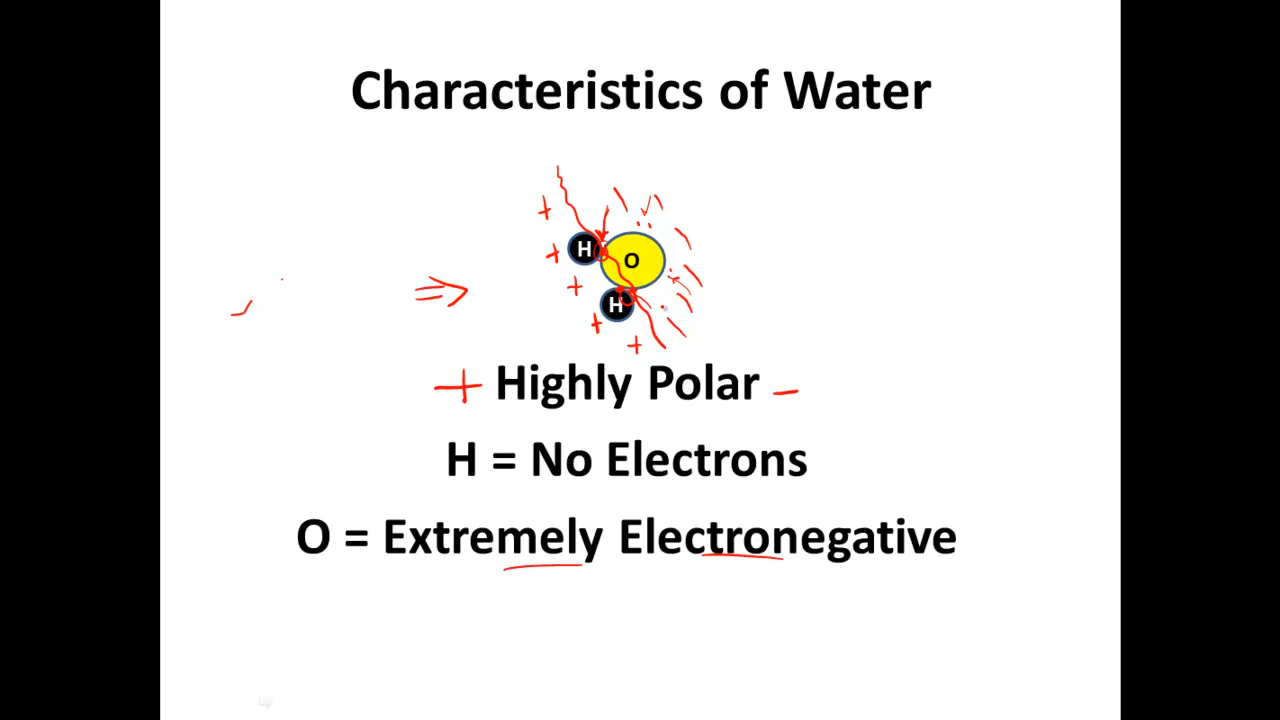 Characteristics of Water
H O
H
+ Highly Polar -
H = No Electrons
O = Extremely Electronegative